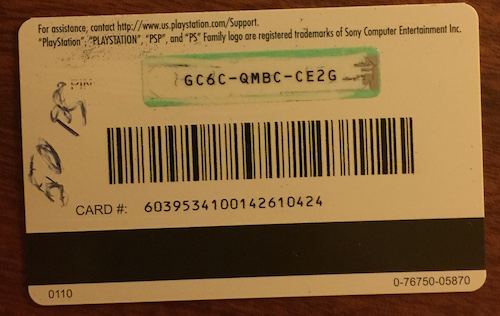 For assistance, contact http://www.us.playstation.com/Support.
"PlayStation", "PLAYSTATION", "PSP", and "PS" Family logo are registered trademarks of Sony Computer Entertainment Inc.
PIN
GC6C-QMBC-CE2G
CARD #: 6039534100142610424
0110
0-76750-05870